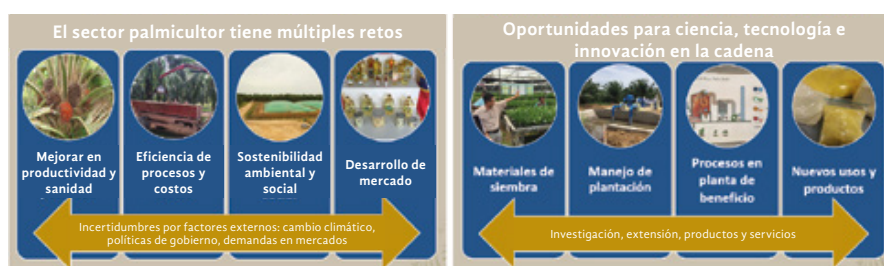 El sector palmicultor tiene múltiples retos
Mejorar en
productividad y
sanidad
Eficiencia de
procesos y
costos
Sostenibilidad
ambiental y
social
Desarrollo de
mercado
Incertidumbres por factores externos: cambio climático,
políticas de gobierno, demandas en mercados
Oportunidades para ciencia, tecnología e
innovación en la cadena
Materiales de
siembra
Manejo de
plantación
Procesos en
planta de
beneficio
Nuevos usos y
productos
Investigación, extensión, productos y servicios